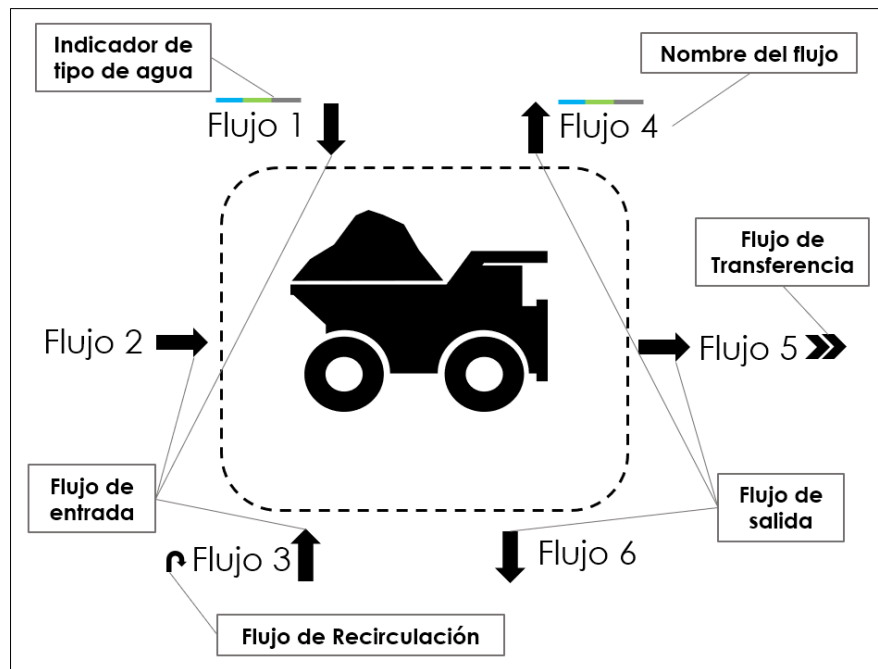 Indicador de
tipo de agua
Nombre del flujo
Flujo 1
Flujo 4
Flujo de
Transferencia
Flujo 2
Flujo 5
Flujo de
entrada
Flujo de
salida
Flujo 3
Flujo 6
Flujo de Recirculación